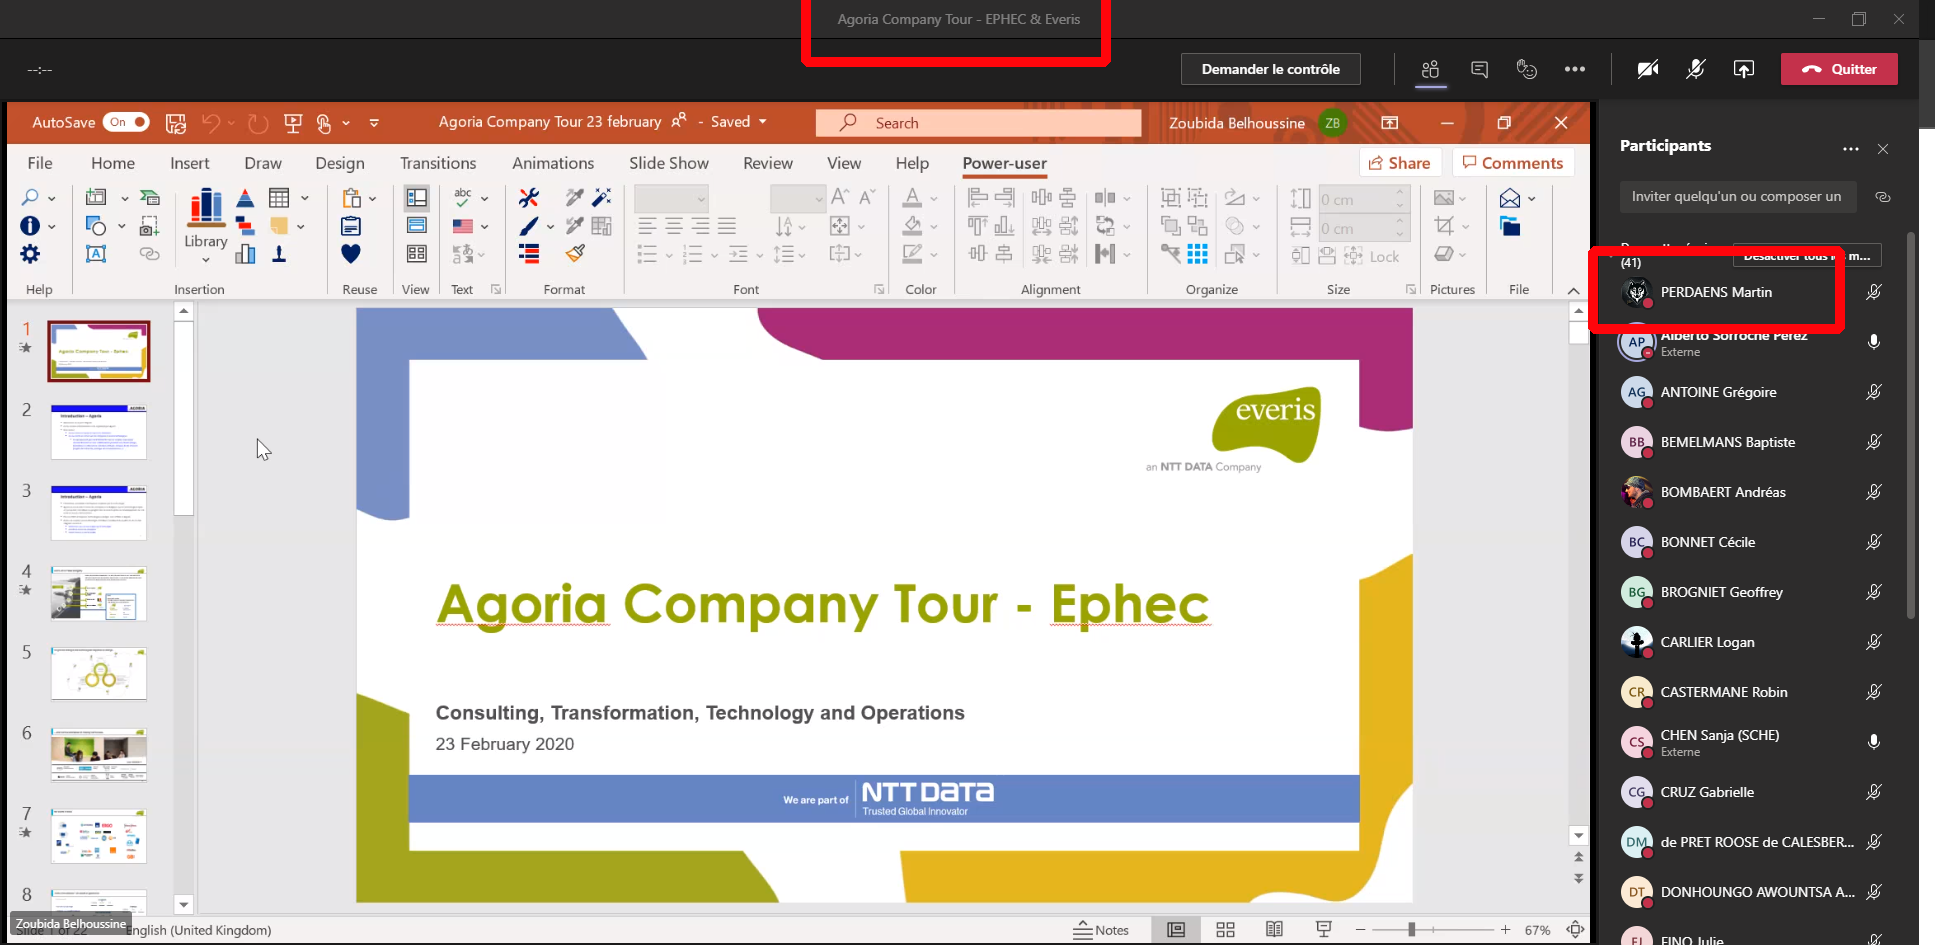 Agoria Company Tour - EPHEC & Everis
--:--
Demander le contrôle
Quitter
AutoSave On
Agoria Company Tour 23 february - Saved
Search
Zoubida Belhoussine ZB
File Home Insert Draw Design Transitions Animations Slide Show Review View Help Power-user
Share Comments
Library
abc
0 cm
0 cm
Lock
Help Insertion Reuse View Text Format Font Color Alignment Organize Size Pictures File
1
2
3
4
5
6
7
8
everis
an NTT DATA Company
Agoria Company Tour - Ephec
Consulting, Transformation, Technology and Operations
23 February 2020
We are part of NTT DATA
Trusted Global Innovator
Zoubida Belhoussine
English (United Kingdom)
Notes
67%
Participants
Inviter quelqu'un ou composer un
(41)
Désactiver tous les m...
PERDAENS Martin
AP Alberto Sorroche Perez
Externe
AG ANTOINE Grégoire
BB BEMELMANS Baptiste
BOMBAERT Andréas
BC BONNET Cécile
BG BROGNIET Geoffrey
CARLIER Logan
CR CASTERMANE Robin
CS CHEN Sanja (SCHE)
Externe
CG CRUZ Gabrielle
DM de PRET ROOSE de CALESBER...
DT DONHOUNGO AWOUNTSA A...
FJ FINO Julie